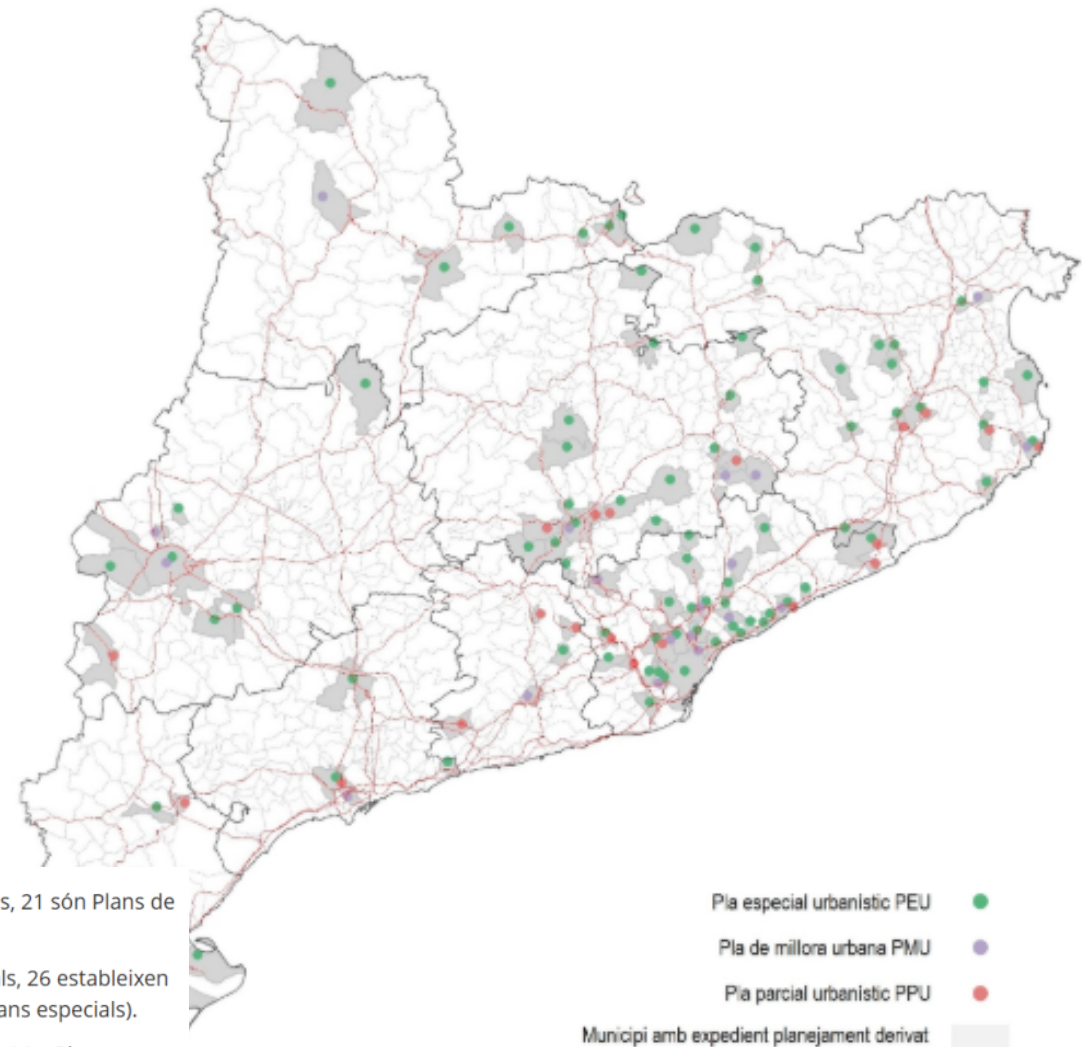 s, 21 són Plans de
ls, 26 estableixen
ans especials).
Pla especial urbanístic PEU
Pla de millora urbana PMU
Pla parcial urbanístic PPU
Municipi amb expedient planejament derivat